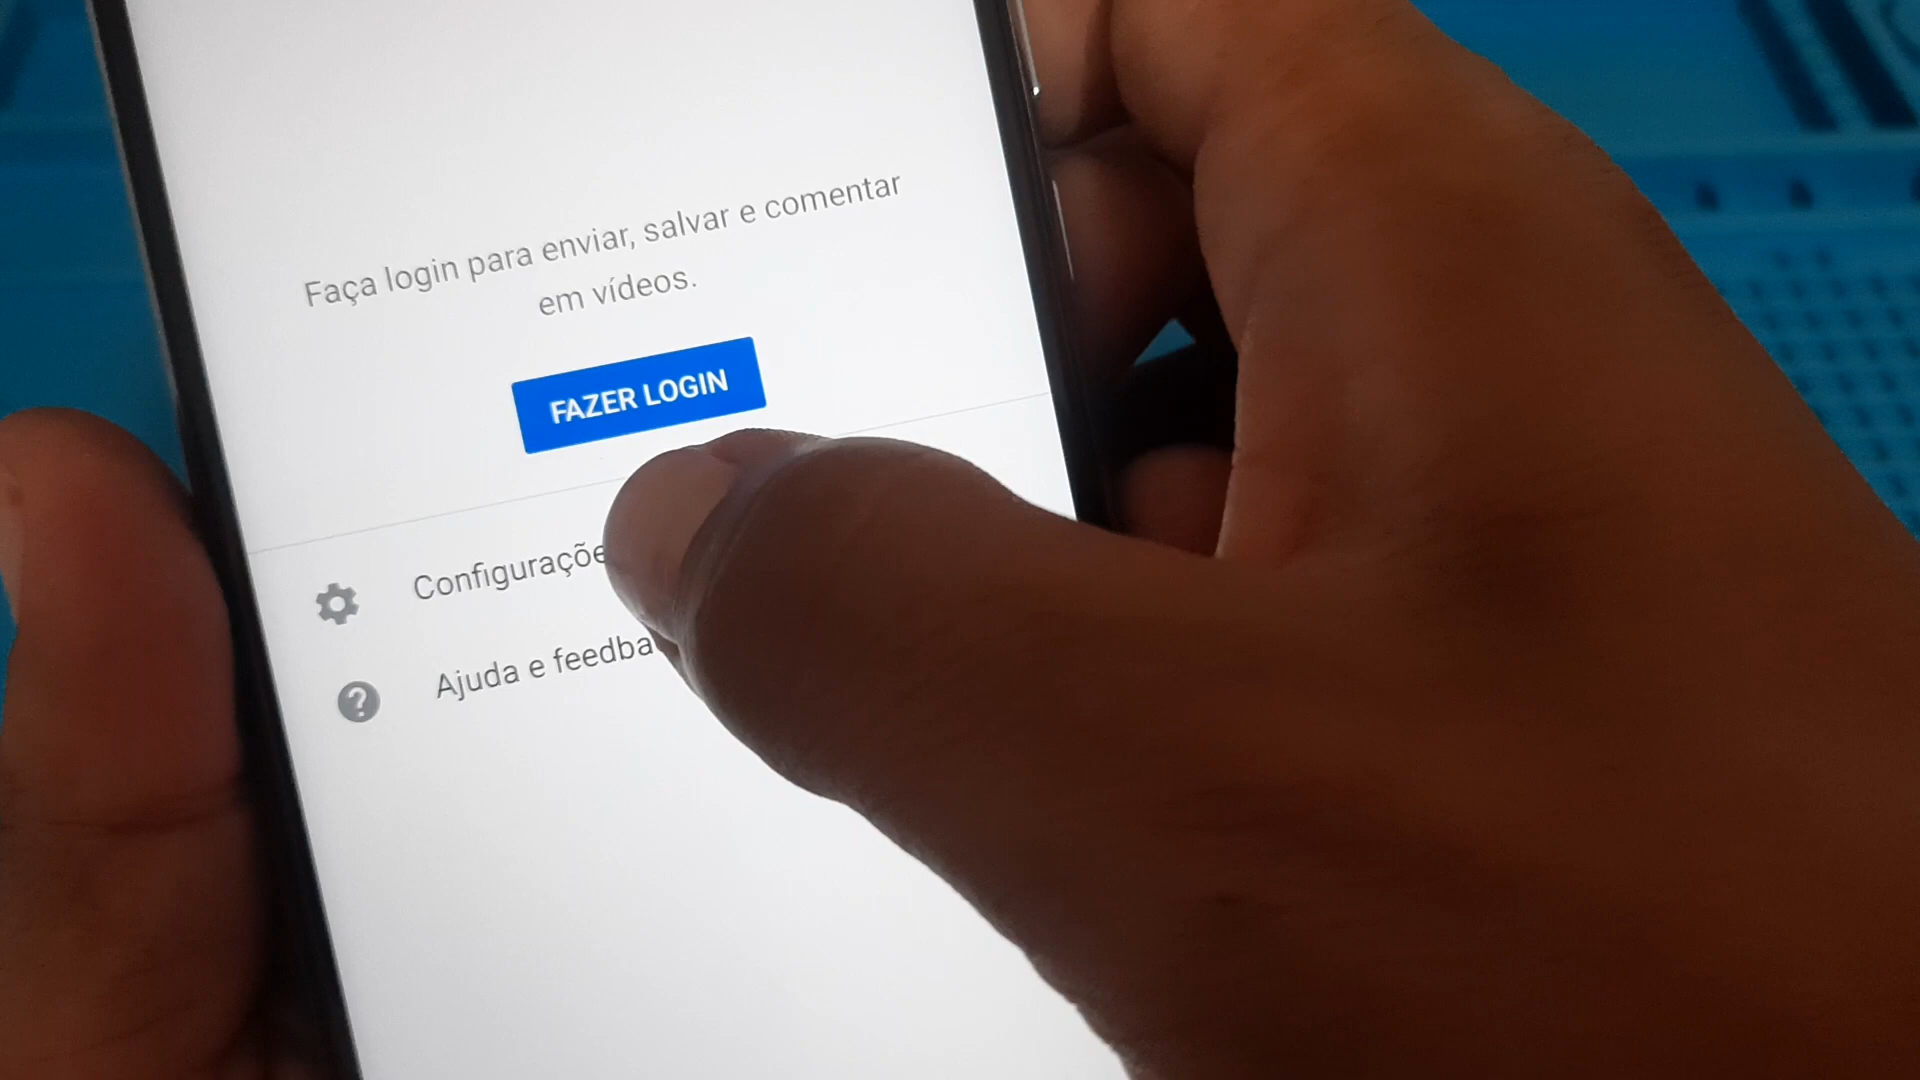 Faça login para enviar, salvar e comentar
em vídeos.
FAZER LOGIN
Configuraçõe
Ajuda e feedba